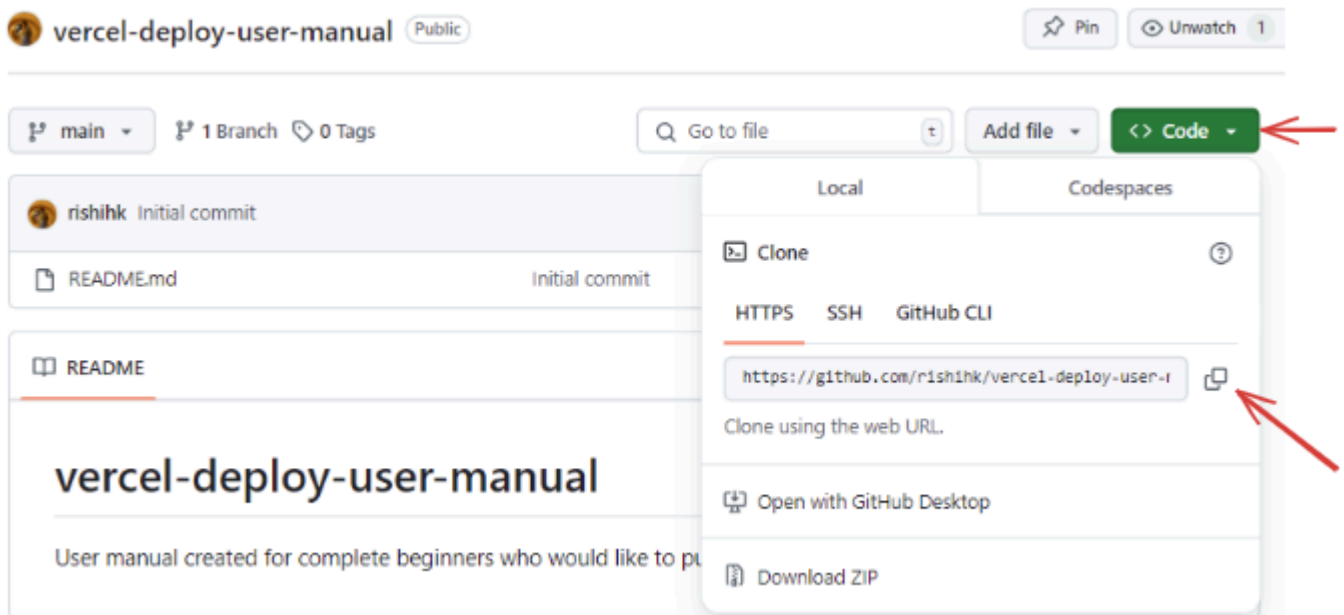 vercel-deploy-user-manual Public Pin Unwatch 1
main 1 Branch 0 Tags Go to file t Add file <> Code
Local Codespaces
rishihk Initial commit
Clone
README.md Initial commit
HTTPS SSH GitHub CLI
README
https://github.com/rishihk/vercel-deploy-user-
Clone using the web URL.
vercel-deploy-user-manual
Open with GitHub Desktop
User manual created for complete beginners who would like to pu
Download ZIP